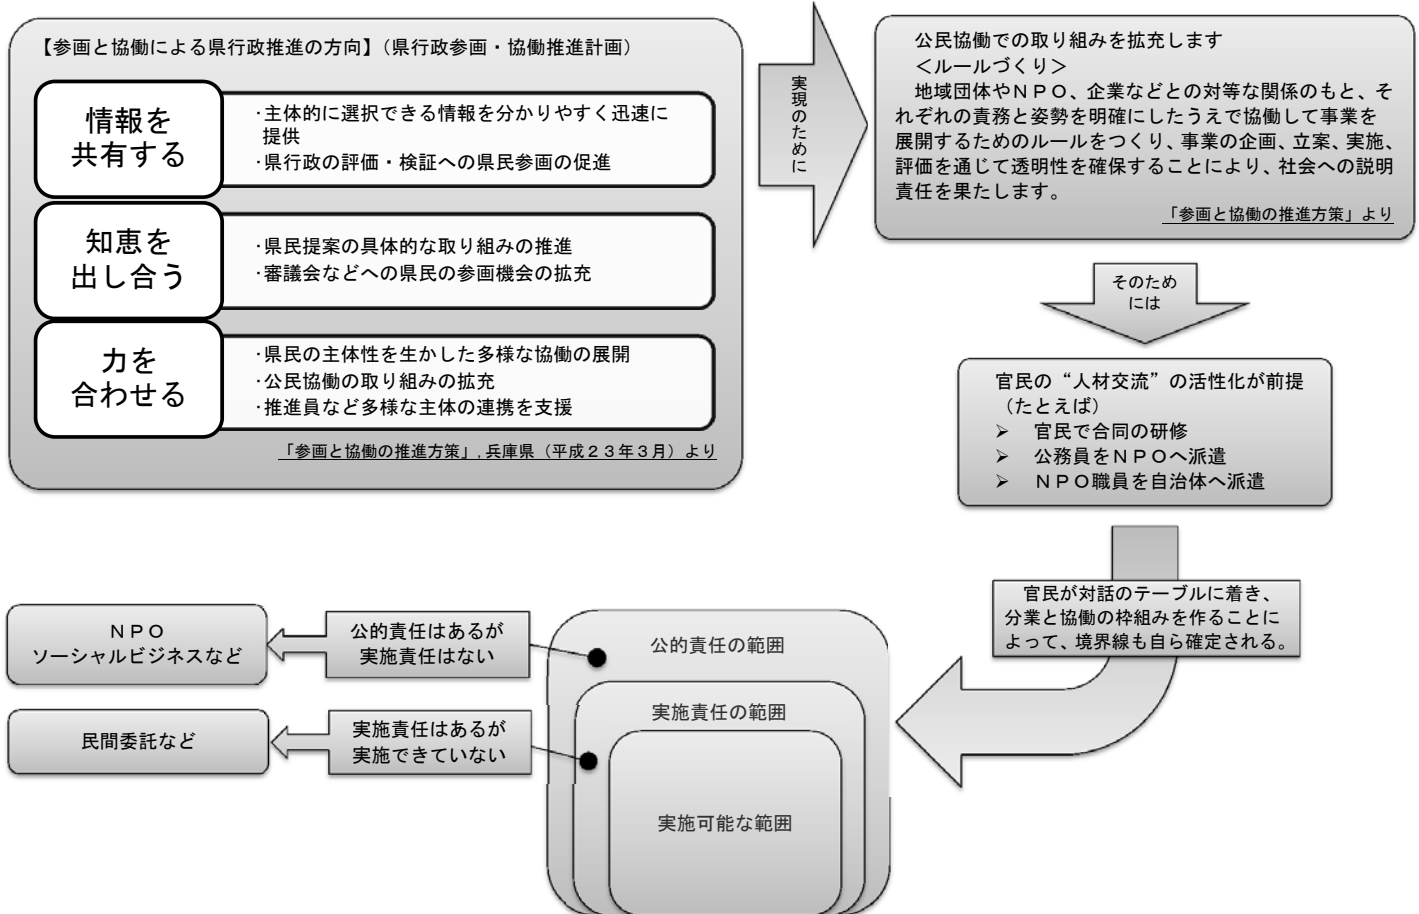 【参画と協働による県行政推進の方向】(県行政参画・協働推進計画)
情報を
共有する
・主体的に選択できる情報を分かりやすく迅速に
提供
・県行政の評価・検証への県民参画の促進
知恵を
出し合う
・県民提案の具体的な取り組みの推進
・審議会などへの県民の参画機会の拡充
力を
合わせる
・県民の主体性を生かした多様な協働の展開
・公民協働の取り組みの拡充
・推進員など多様な主体の連携を支援
「参画と協働の推進方策」,兵庫県(平成23年3月)より
実現のために
公民協働での取り組みを拡充します
<ルールづくり>
地域団体やNPO、企業などとの対等な関係のもと、そ
れぞれの責務と姿勢を明確にしたうえで協働して事業を
展開するためのルールをつくり、事業の企画、立案、実施、
評価を通じて透明性を確保することにより、社会への説明
責任を果たします。
「参画と協働の推進方策」より
そのため
には
官民の“人材交流”の活性化が前提
(たとえば)
➢ 官民で合同の研修
➢ 公務員をNPOへ派遣
➢ NPO職員を自治体へ派遣
官民が対話のテーブルに着き、
分業と協働の枠組みを作ることに
よって、境界線も自ら確定される。
NPO
ソーシャルビジネスなど
公的責任はあるが
実施責任はない
公的責任の範囲
民間委託など
実施責任はあるが
実施できていない
実施責任の範囲
実施可能な範囲